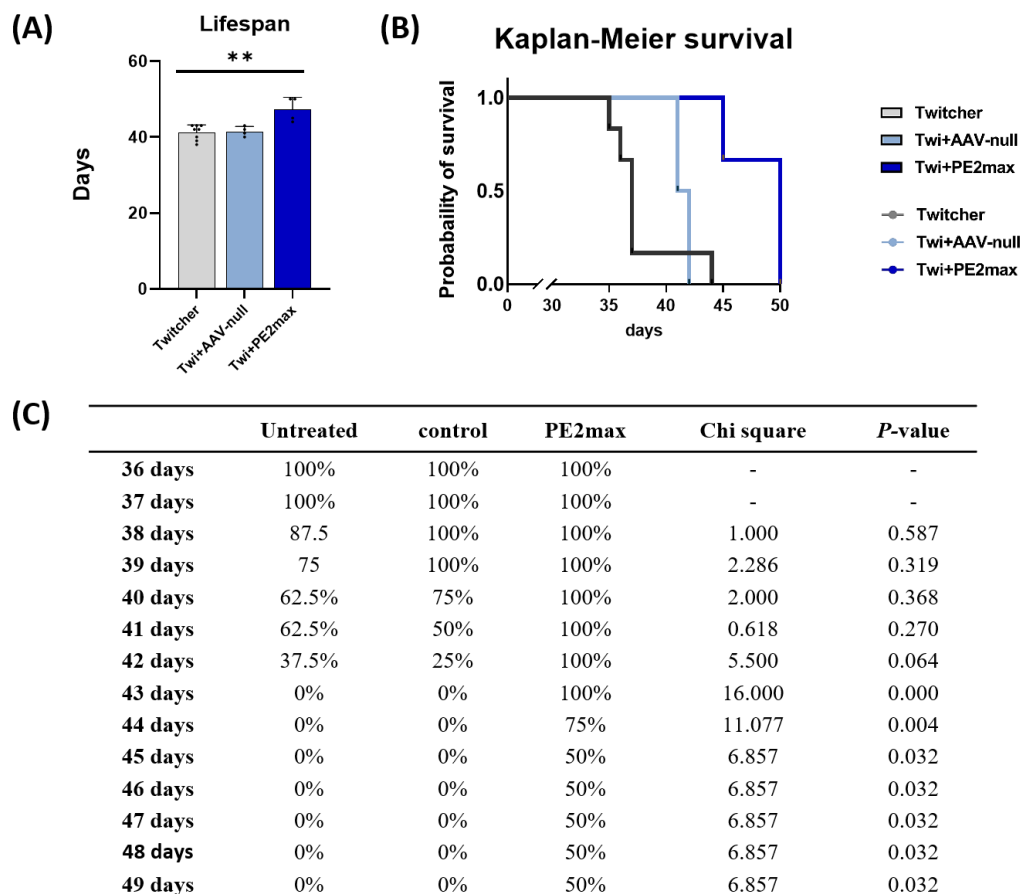 (A)
Lifespan
**
60
40
20
0
Days
Twitcher
Twi+AAV-null
Twi+PE2max
(B)
Kaplan-Meier survival
Probabaility of survival
1.0
0.5
0.0
0 30 35 40 45 50
days
Twitcher
Twi+AAV-null
Twi+PE2max
Twitcher
Twi+AAV-null
Twi+PE2max
(C)
Untreated control PE2max Chi square P-value
36 days 100% 100% 100% - -
37 days 100% 100% 100% - -
38 days 87.5 100% 100% 1.000 0.587
39 days 75 100% 100% 2.286 0.319
40 days 62.5% 75% 100% 2.000 0.368
41 days 62.5% 50% 100% 0.618 0.270
42 days 37.5% 25% 100% 5.500 0.064
43 days 0% 0% 100% 16.000 0.000
44 days 0% 0% 75% 11.077 0.004
45 days 0% 0% 50% 6.857 0.032
46 days 0% 0% 50% 6.857 0.032
47 days 0% 0% 50% 6.857 0.032
48 days 0% 0% 50% 6.857 0.032
49 days 0% 0% 50% 6.857 0.032